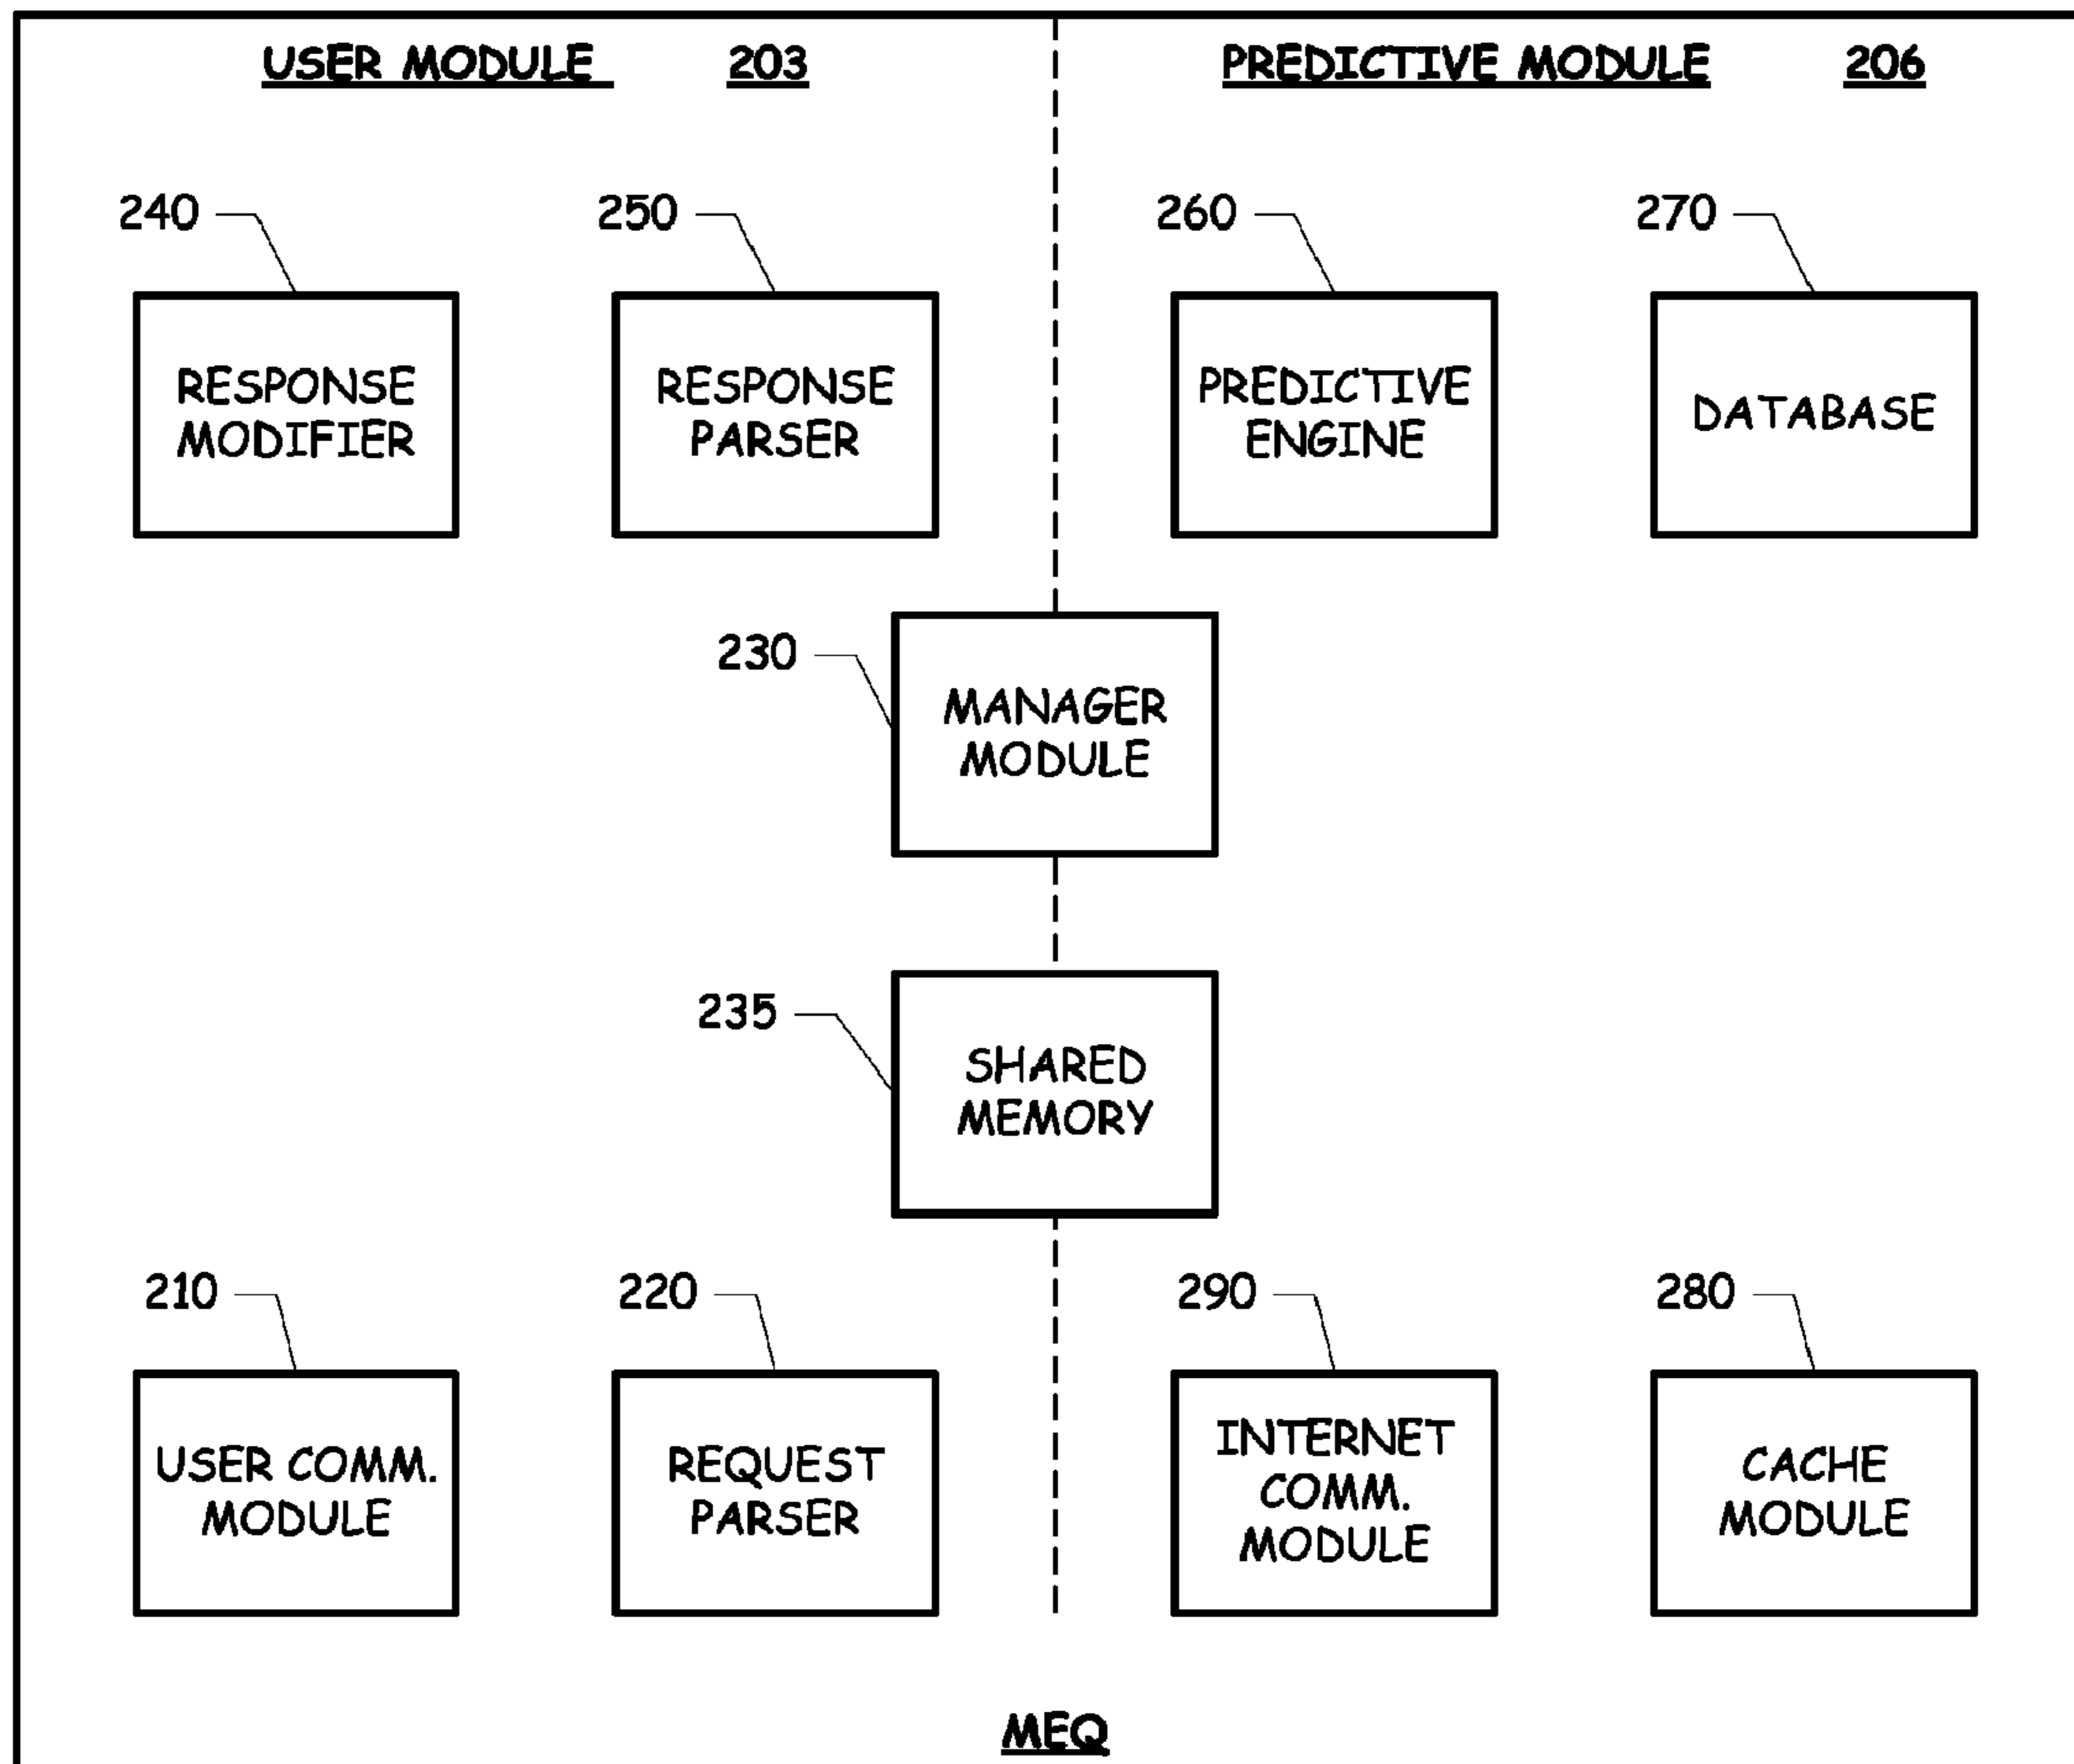 USER MODULE 203
PREDICTIVE MODULE 206
240
250
260
270
RESPONSE
MODIFIER
RESPONSE
PARSER
PREDICTIVE
ENGINE
DATABASE
230
MANAGER
MODULE
235
SHARED
MEMORY
210
220
290
280
USER COMM.
MODULE
REQUEST
PARSER
INTERNET
COMM.
MODULE
CACHE
MODULE
MEQ